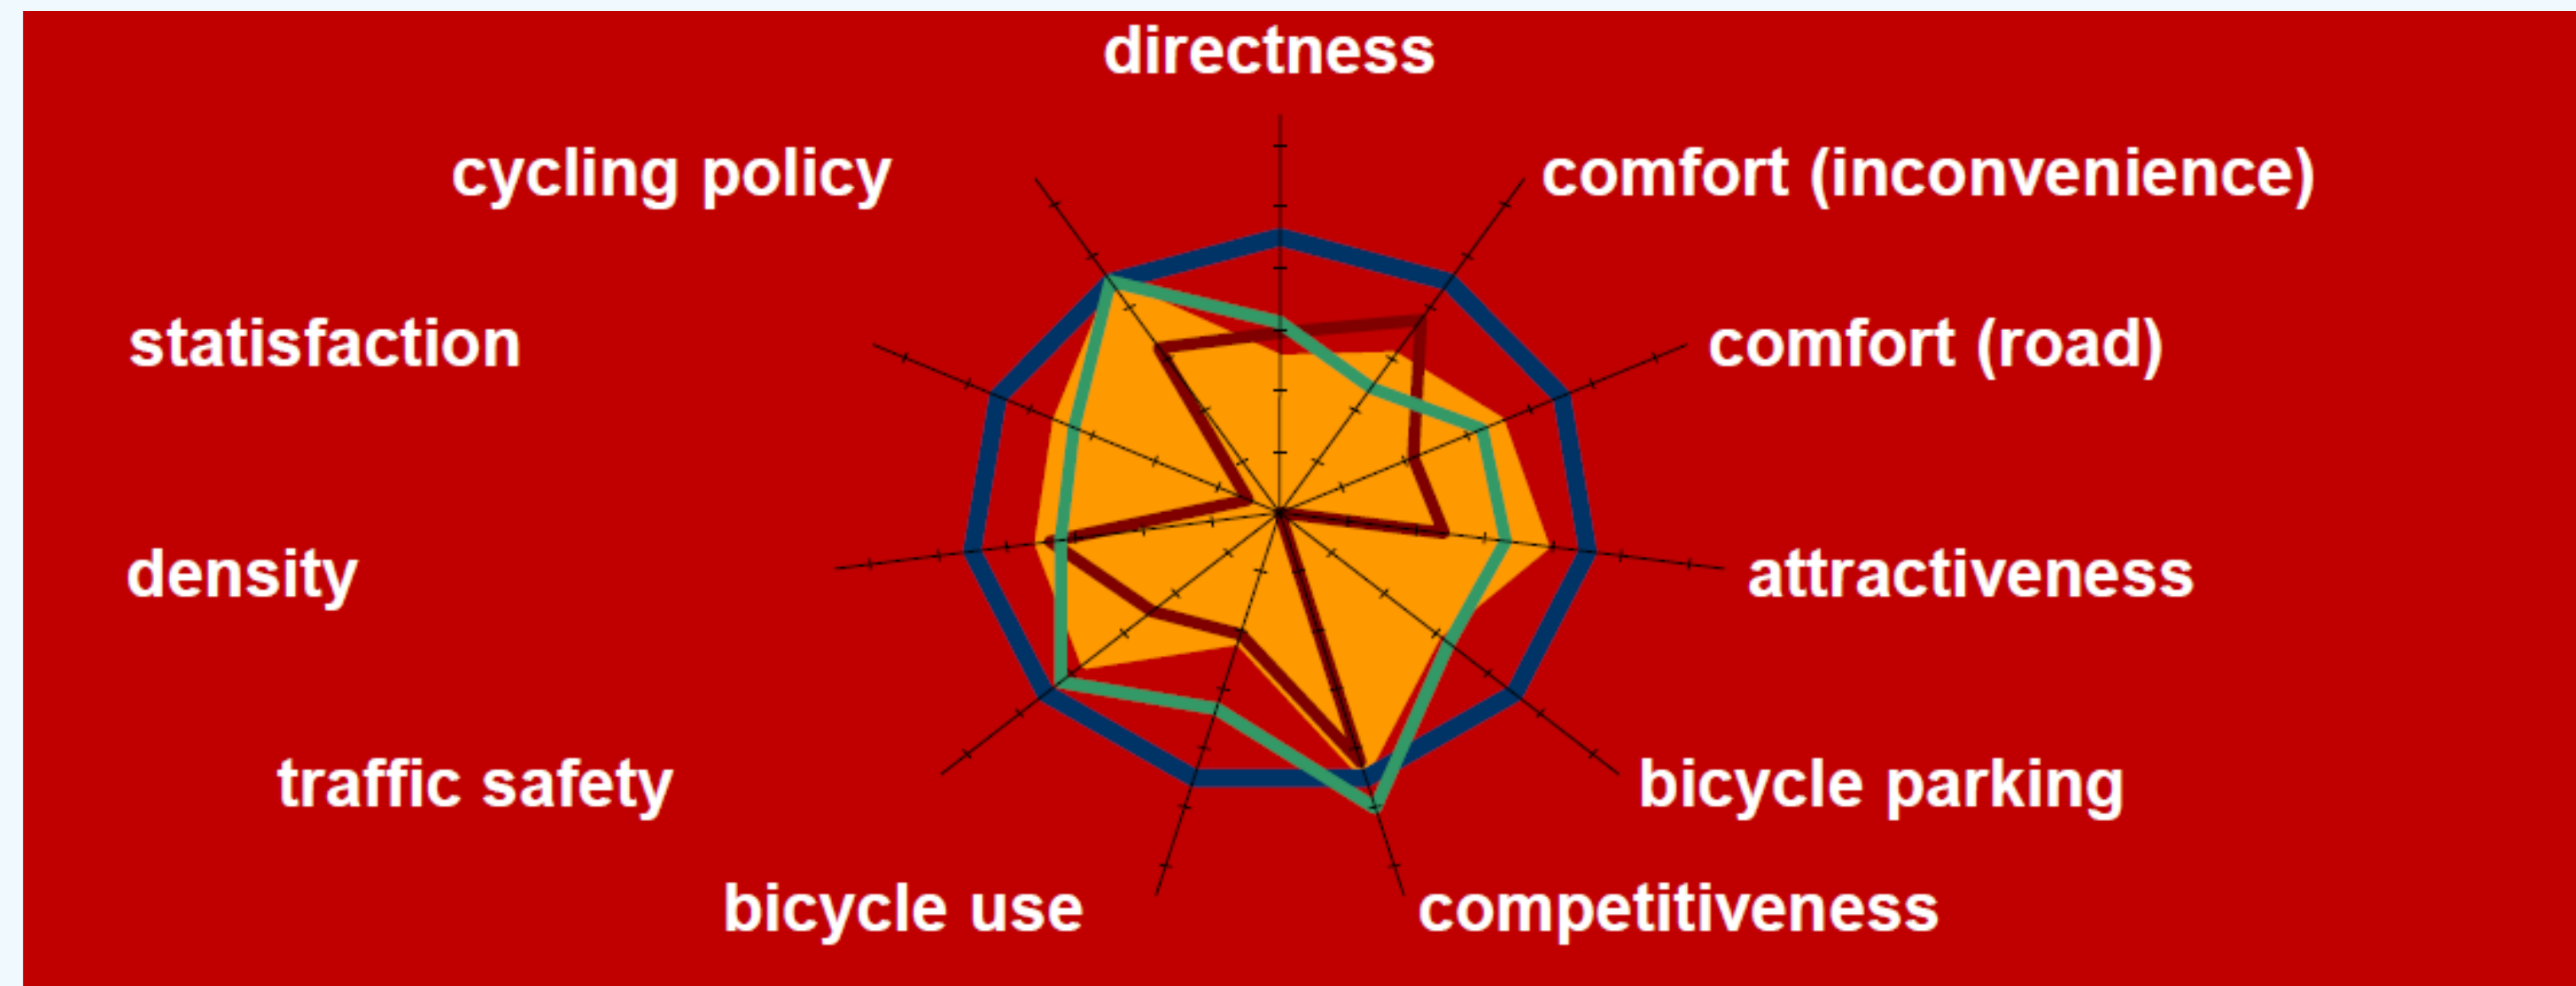 directness
cycling policy
comfort (inconvenience)
statisfaction
comfort (road)
density
attractiveness
traffic safety
bicycle parking
bicycle use
competitiveness